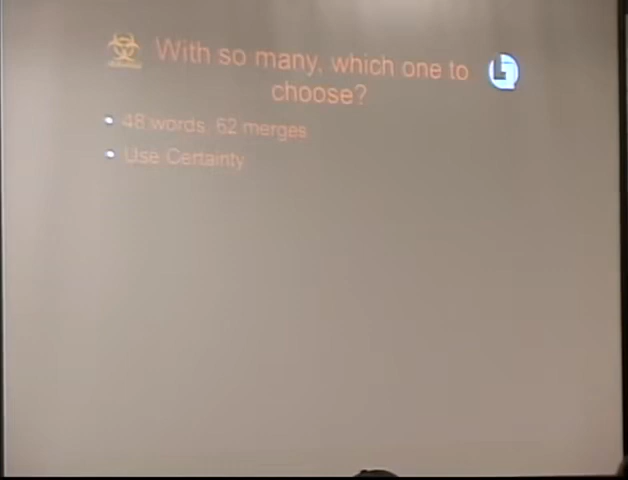 With so many, which one to
choose?
48 words, 62 merges
Use Certainty